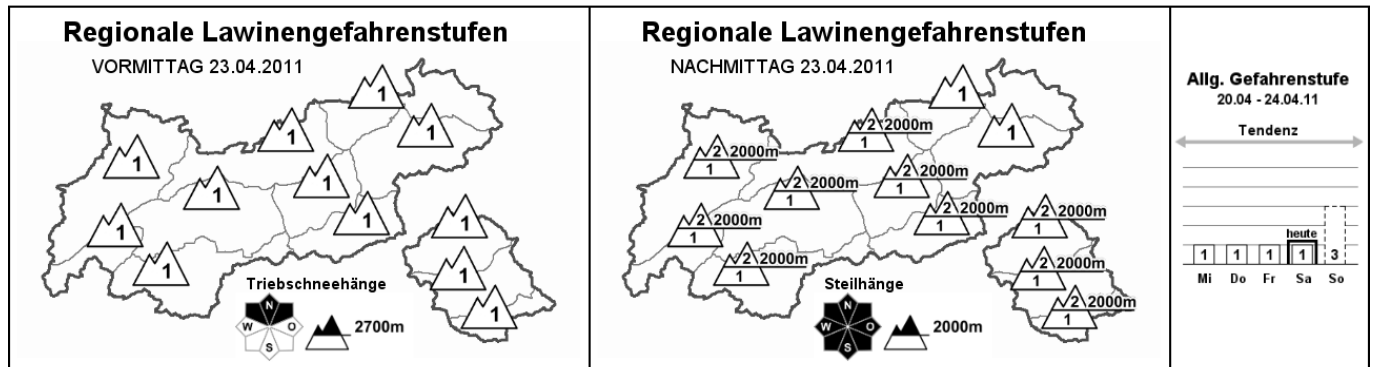 Regionale Lawinengefahrenstufen
VORMITTAG 23.04.2011
1
1
1
1
1
1
1
1
1
1
1
1
1
Triebschneehänge
N
W O
S
2700m
Regionale Lawinengefahrenstufen
NACHMITTAG 23.04.2011
1
1
2 2000m
1
2 2000m
1
2 2000m
1
2 2000m
1
2 2000m
1
2 2000m
1
2 2000m
1
2 2000m
1
2 2000m
1
2 2000m
1
Steilhänge
N
W O
S
2000m
Allg. Gefahrenstufe
20.04 - 24.04.11
Tendenz
heute
1 1 1 1 3
Mi Do Fr Sa So